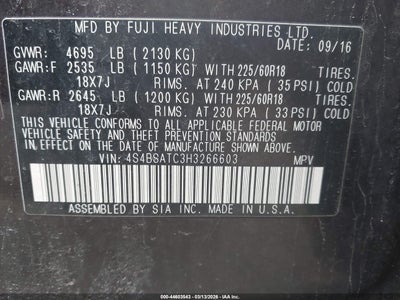 MFD. BY FUJI HEAVY INDUSTRIES LTD.
DATE: 09/16
GVWR: 4695 LB (2130 KG)
GAWR:F 2535 LB (1150 KG) WITH 225/60R18 TIRES.
18X7J RIMS. AT 240 KPA (35 PSI) COLD
GAWR:R 2645 LB (1200 KG) WITH 225/60R18 TIRES.
18X7J RIMS. AT 230 KPA (33 PSI) COLD
THIS VEHICLE CONFORMS TO ALL APPLICABLE FEDERAL MOTOR
VEHICLE SAFETY, BUMPER, AND THEFT PREVENTION STANDARDS
IN EFFECT ON THE DATE OF MANUFACTURE SHOWN ABOVE.
VIN: 4S4BSATC3H3266603 MPV
ASSEMBLED BY SIA INC. MADE IN U.S.A.
000-44603543 - 03/13/2026 - IAAI.COM